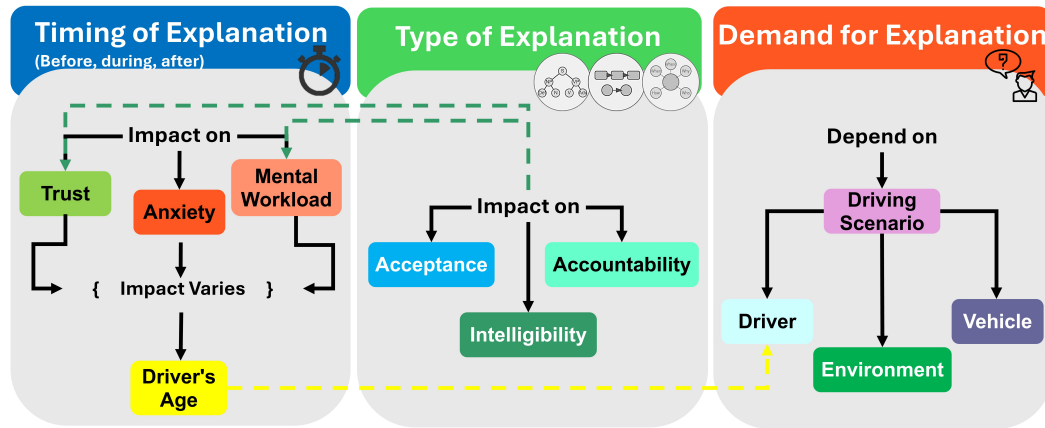 Timing of Explanation
(Before, during, after)
Impact on
Trust
Anxiety
Mental
Workload
{ Impact Varies }
Driver's
Age
Type of Explanation
Impact on
Acceptance
Accountability
Intelligibility
Demand for Explanation
?
Depend on
Driving
Scenario
Driver
Environment
Vehicle